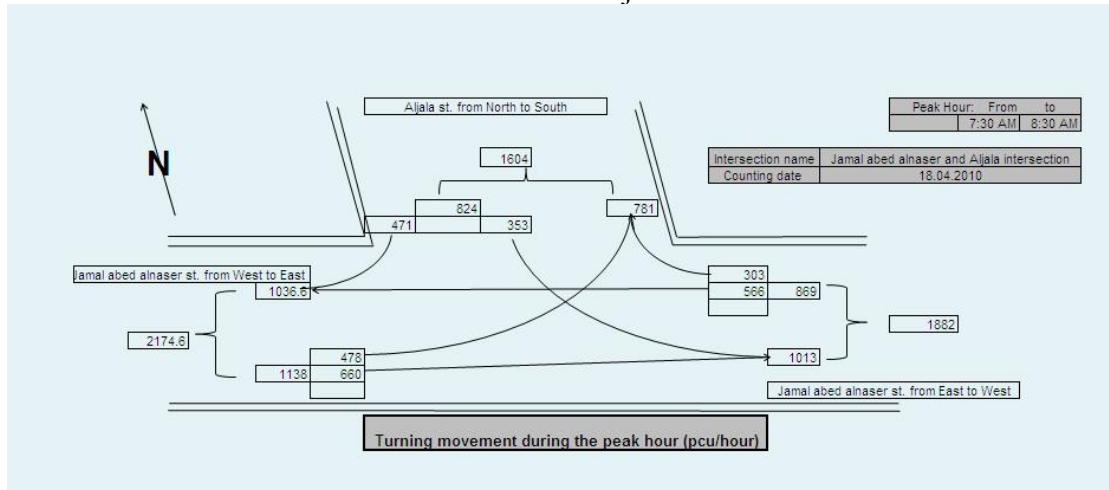 Aljala st. from North to South
Peak Hour: From to
7:30 AM 8:30 AM
N
1604
Intersection name Jamal abed alnaser and Aljala intersection
Counting date 18.04.2010
824
781
471 353
Jamal abed alnaser st. from West to East
303
1036.6
566 869
2174.6
1882
478
1013
1138 660
Jamal abed alnaser st. from East to West
Turning movement during the peak hour (pcu/hour)